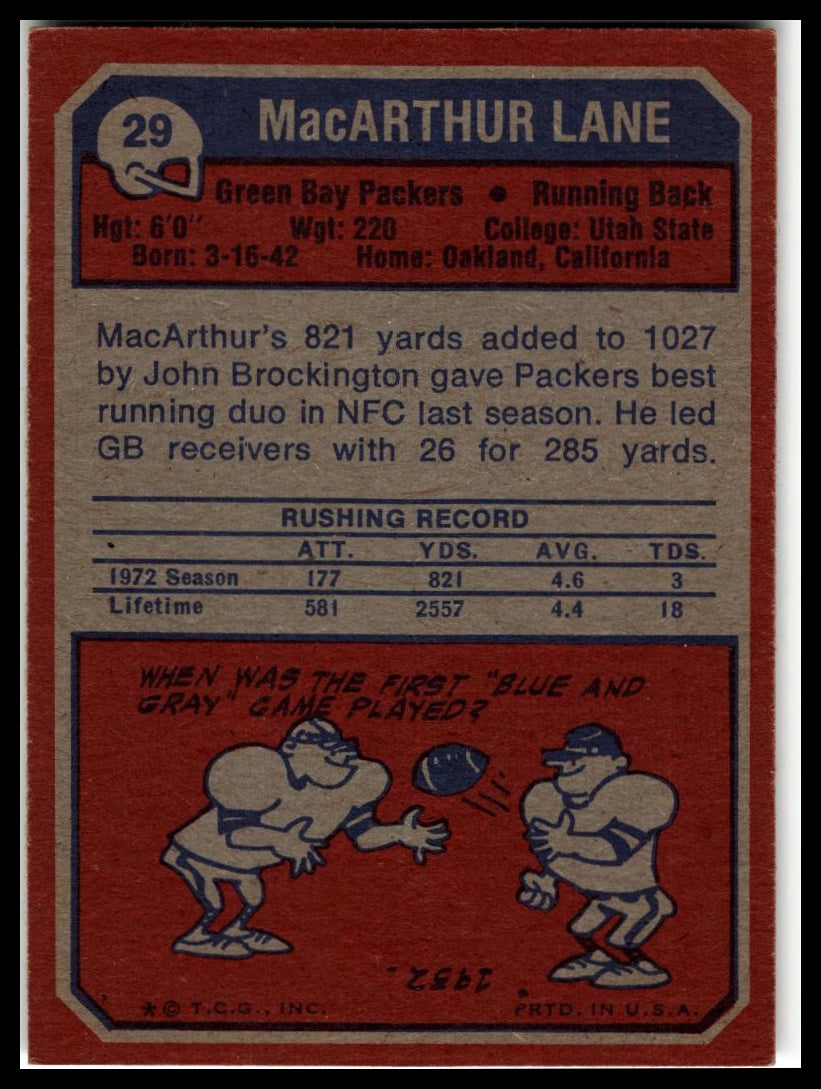 29
MacARTHUR LANE
Green Bay Packers • Running Back
Hgt: 6'0" Wgt: 220 College: Utah State
Born: 3-16-42 Home: Oakland, California
MacArthur's 821 yards added to 1027
by John Brockington gave Packers best
running duo in NFC last season. He led
GB receivers with 26 for 285 yards.
RUSHING RECORD
ATT. YDS. AVG. TDS.
1972 Season 177 821 4.6 3
Lifetime 581 2557 4.4 18
WHEN WAS THE FIRST "BLUE AND
GRAY" GAME PLAYED?
* © T.C.G., INC. PRTD. IN U.S.A.